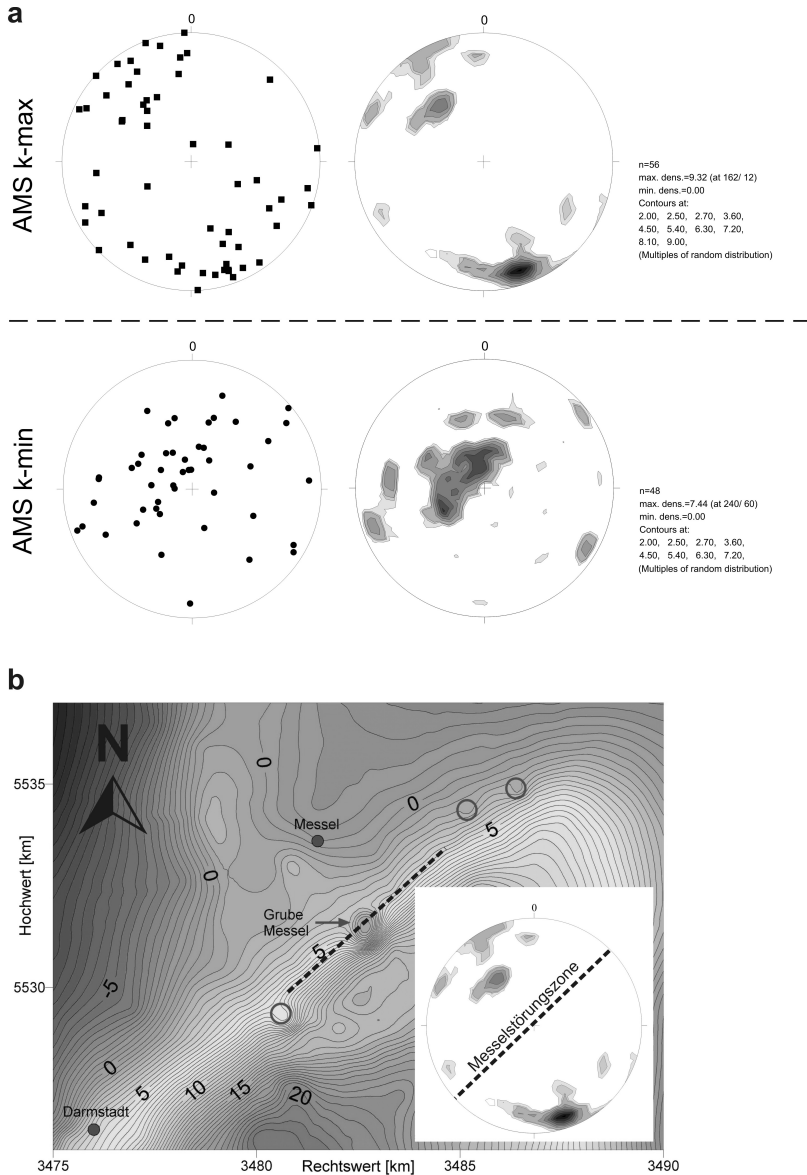 a
AMS k-max
0
0
n=56
max. dens.=9.32 (at 162/ 12)
min. dens.=0.00
Contours at:
2.00, 2.50, 2.70, 3.60,
4.50, 5.40, 6.30, 7.20,
8.10, 9.00,
(Multiples of random distribution)
AMS k-min
0
0
n=48
max. dens.=7.44 (at 240/ 60)
min. dens.=0.00
Contours at:
2.00, 2.50, 2.70, 3.60,
4.50, 5.40, 6.30, 7.20,
(Multiples of random distribution)
b
N
0
5535
Messel
0
5
0
Hochwert [km]
Grube
Messel
5
-5
5530
0
5
10
15
20
Darmstadt
0
Messelstörungszone
3475
3480
Rechtswert [km]
3485
3490